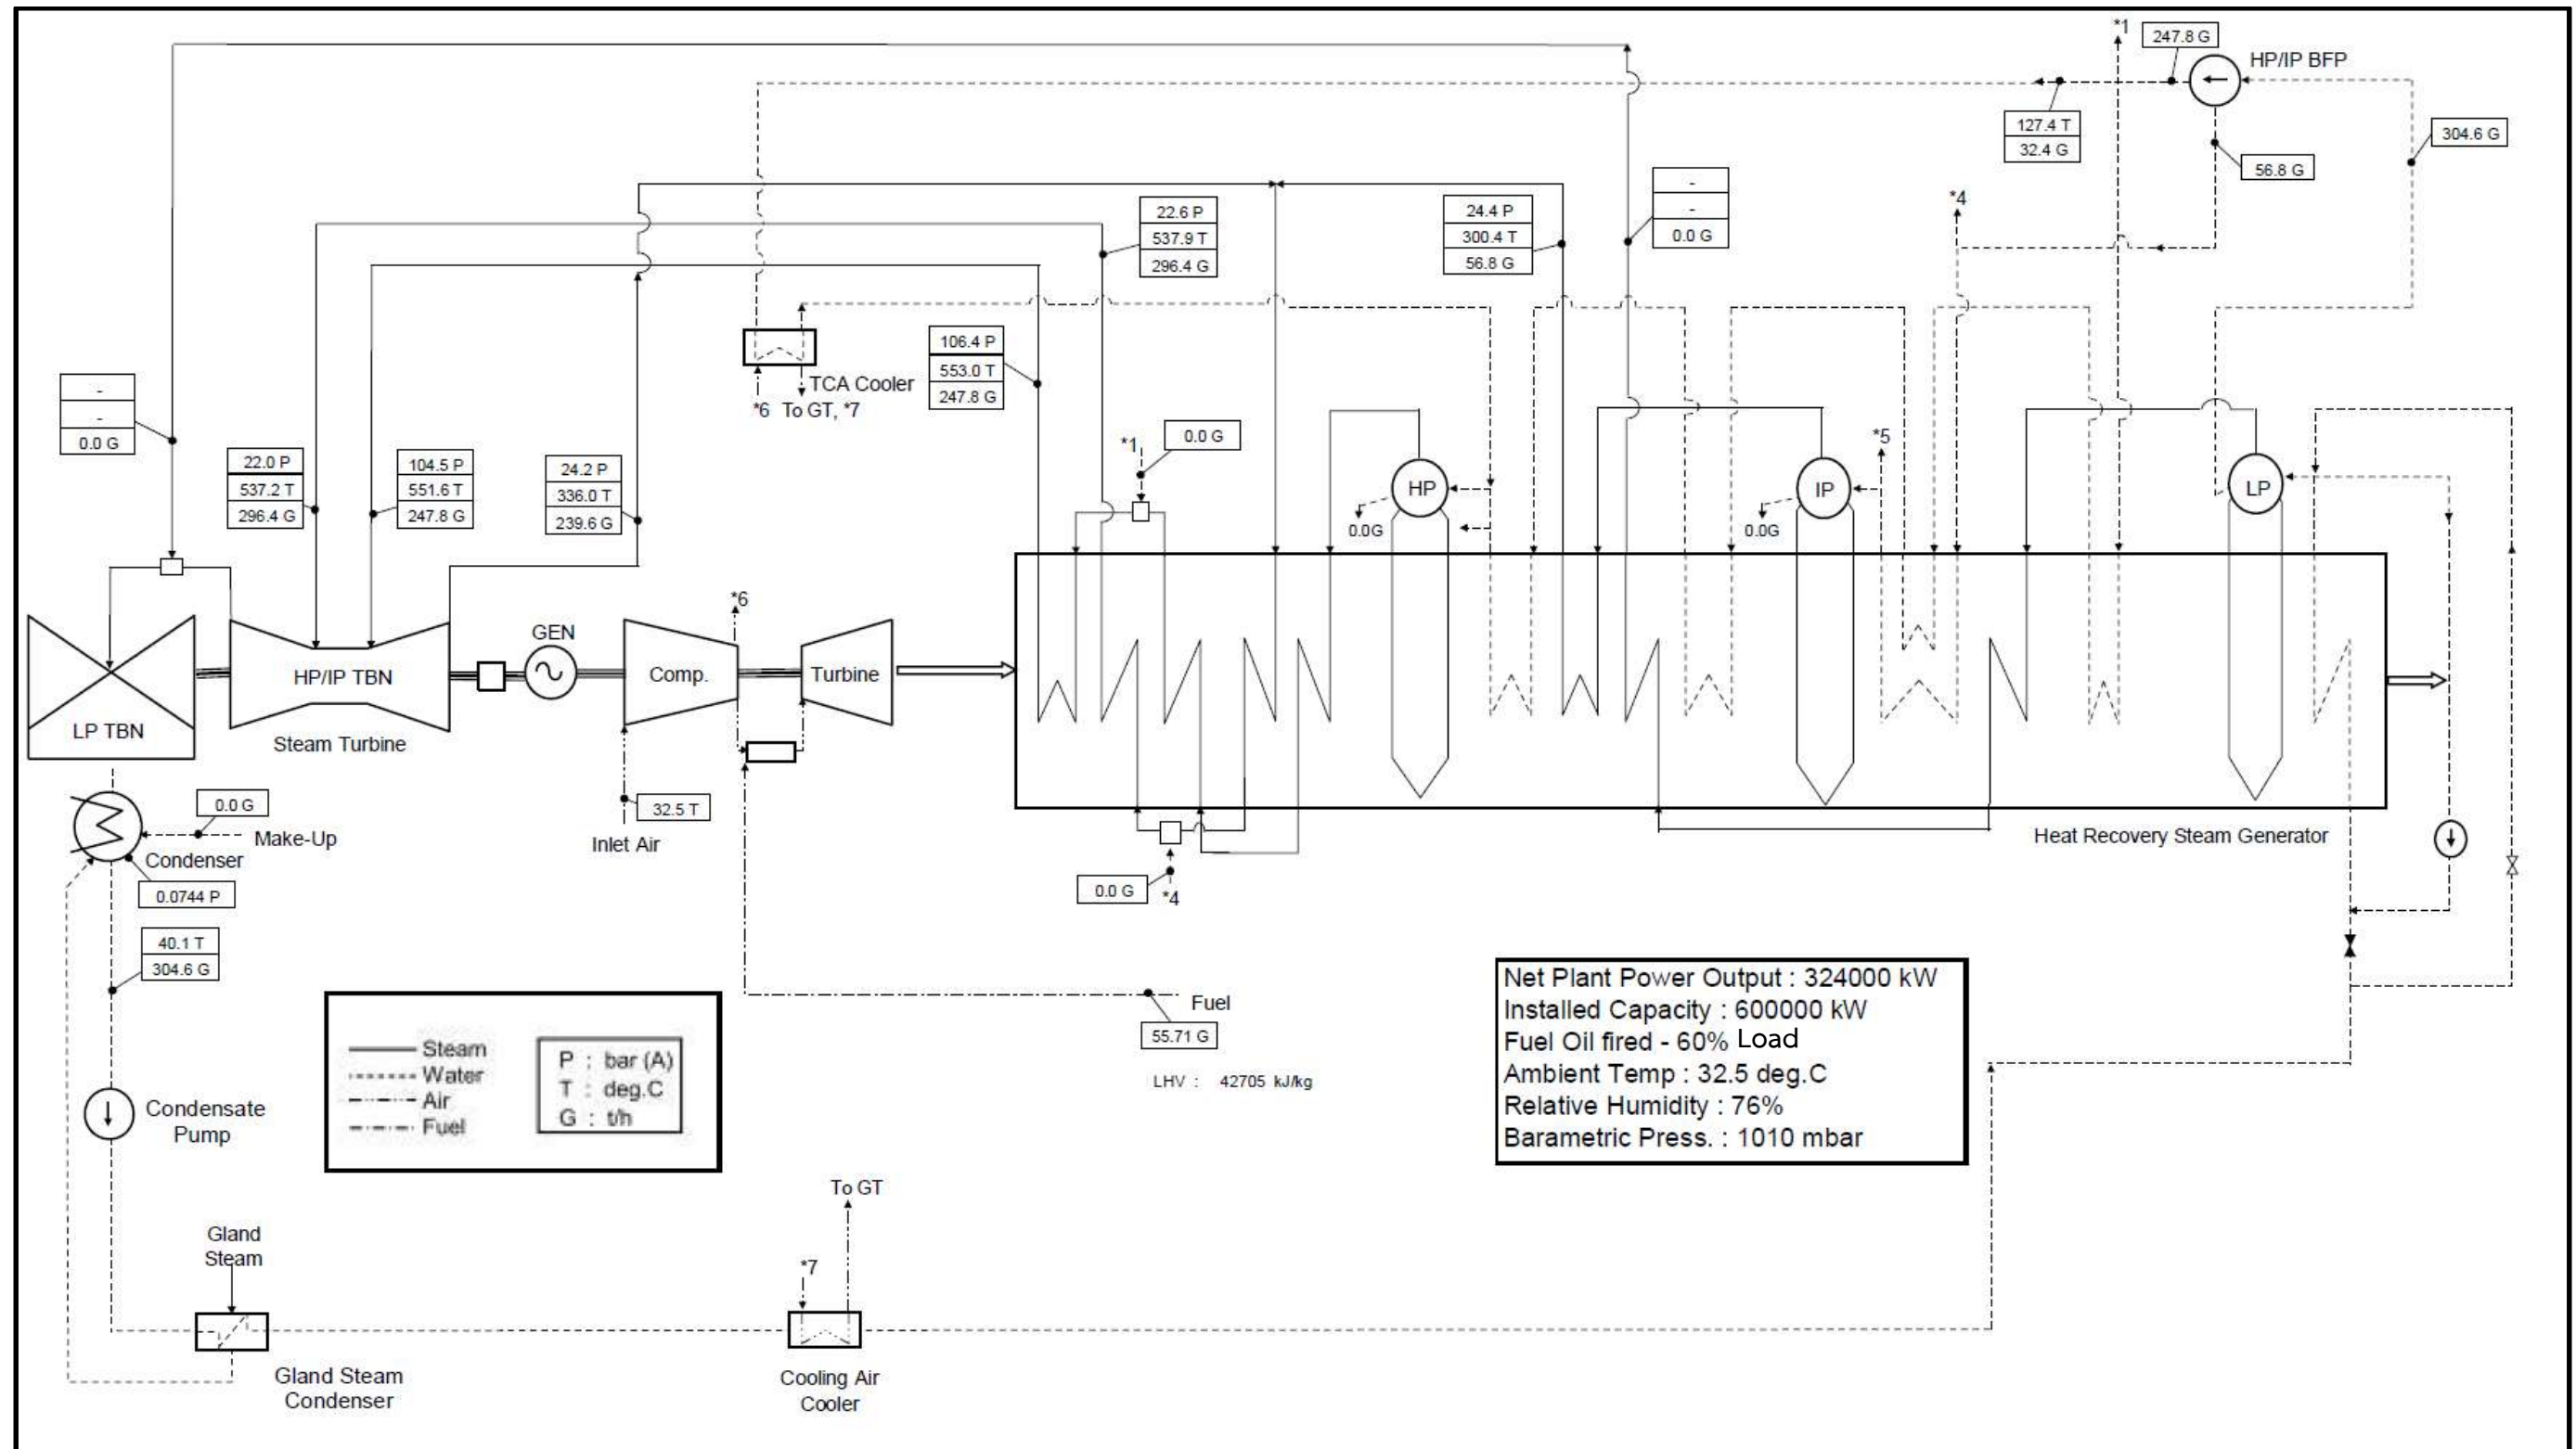 *1
247.8 G
HP/IP BFP
127.4 T
32.4 G
304.6 G
56.8 G
*4
-
-
0.0 G
22.6 P
537.9 T
296.4 G
24.4 P
300.4 T
56.8 G
106.4 P
553.0 T
247.8 G
TCA Cooler
*6 To GT, *7
-
-
0.0 G
22.0 P
537.2 T
296.4 G
104.5 P
551.6 T
247.8 G
24.2 P
336.0 T
239.6 G
*1
0.0 G
*5
HP
IP
LP
0.0G
0.0G
*6
GEN
Comp.
Turbine
HP/IP TBN
LP TBN
Steam Turbine
0.0 G
Make-Up
Condenser
0.0744 P
32.5 T
Inlet Air
Heat Recovery Steam Generator
0.0 G
*4
40.1 T
304.6 G
Fuel
55.71 G
LHV : 42705 kJ/kg
Steam
Water
Air
Fuel
P : bar (A)
T : deg.C
G : t/h
Net Plant Power Output : 324000 kW
Installed Capacity : 600000 kW
Fuel Oil fired - 60% Load
Ambient Temp : 32.5 deg.C
Relative Humidity : 76%
Barametric Press. : 1010 mbar
Condensate
Pump
To GT
*7
Gland
Steam
Gland Steam
Condenser
Cooling Air
Cooler